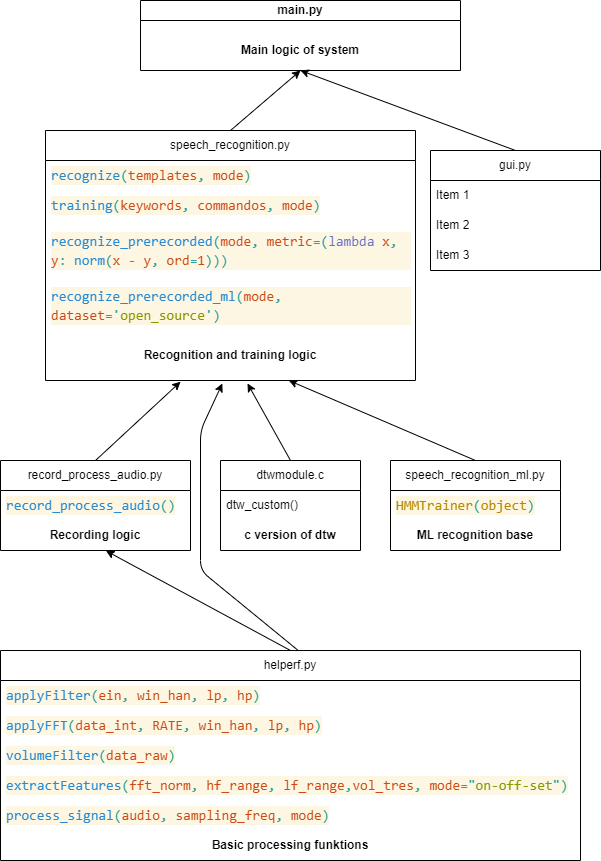 main.py
Main logic of system
speech_recognition.py
recognize(templates, mode)
training(keywords, commandos, mode)
recognize_prerecorded(mode, metric=(lambda x,
y: norm(x - y, ord=1)))
recognize_prerecorded_ml(mode,
dataset='open_source')
Recognition and training logic
gui.py
Item 1
Item 2
Item 3
record_process_audio.py
record_process_audio()
Recording logic
dtwmodule.c
dtw_custom()
c version of dtw
speech_recognition_ml.py
HMMTrainer(object)
ML recognition base
helperf.py
applyFilter(ein, win_han, lp, hp)
applyFFT(data_int, RATE, win_han, lp, hp)
volumeFilter(data_raw)
extractFeatures(fft_norm, hf_range, lf_range,vol_tres, mode="on-off-set")
process_signal(audio, sampling_freq, mode)
Basic processing funktions